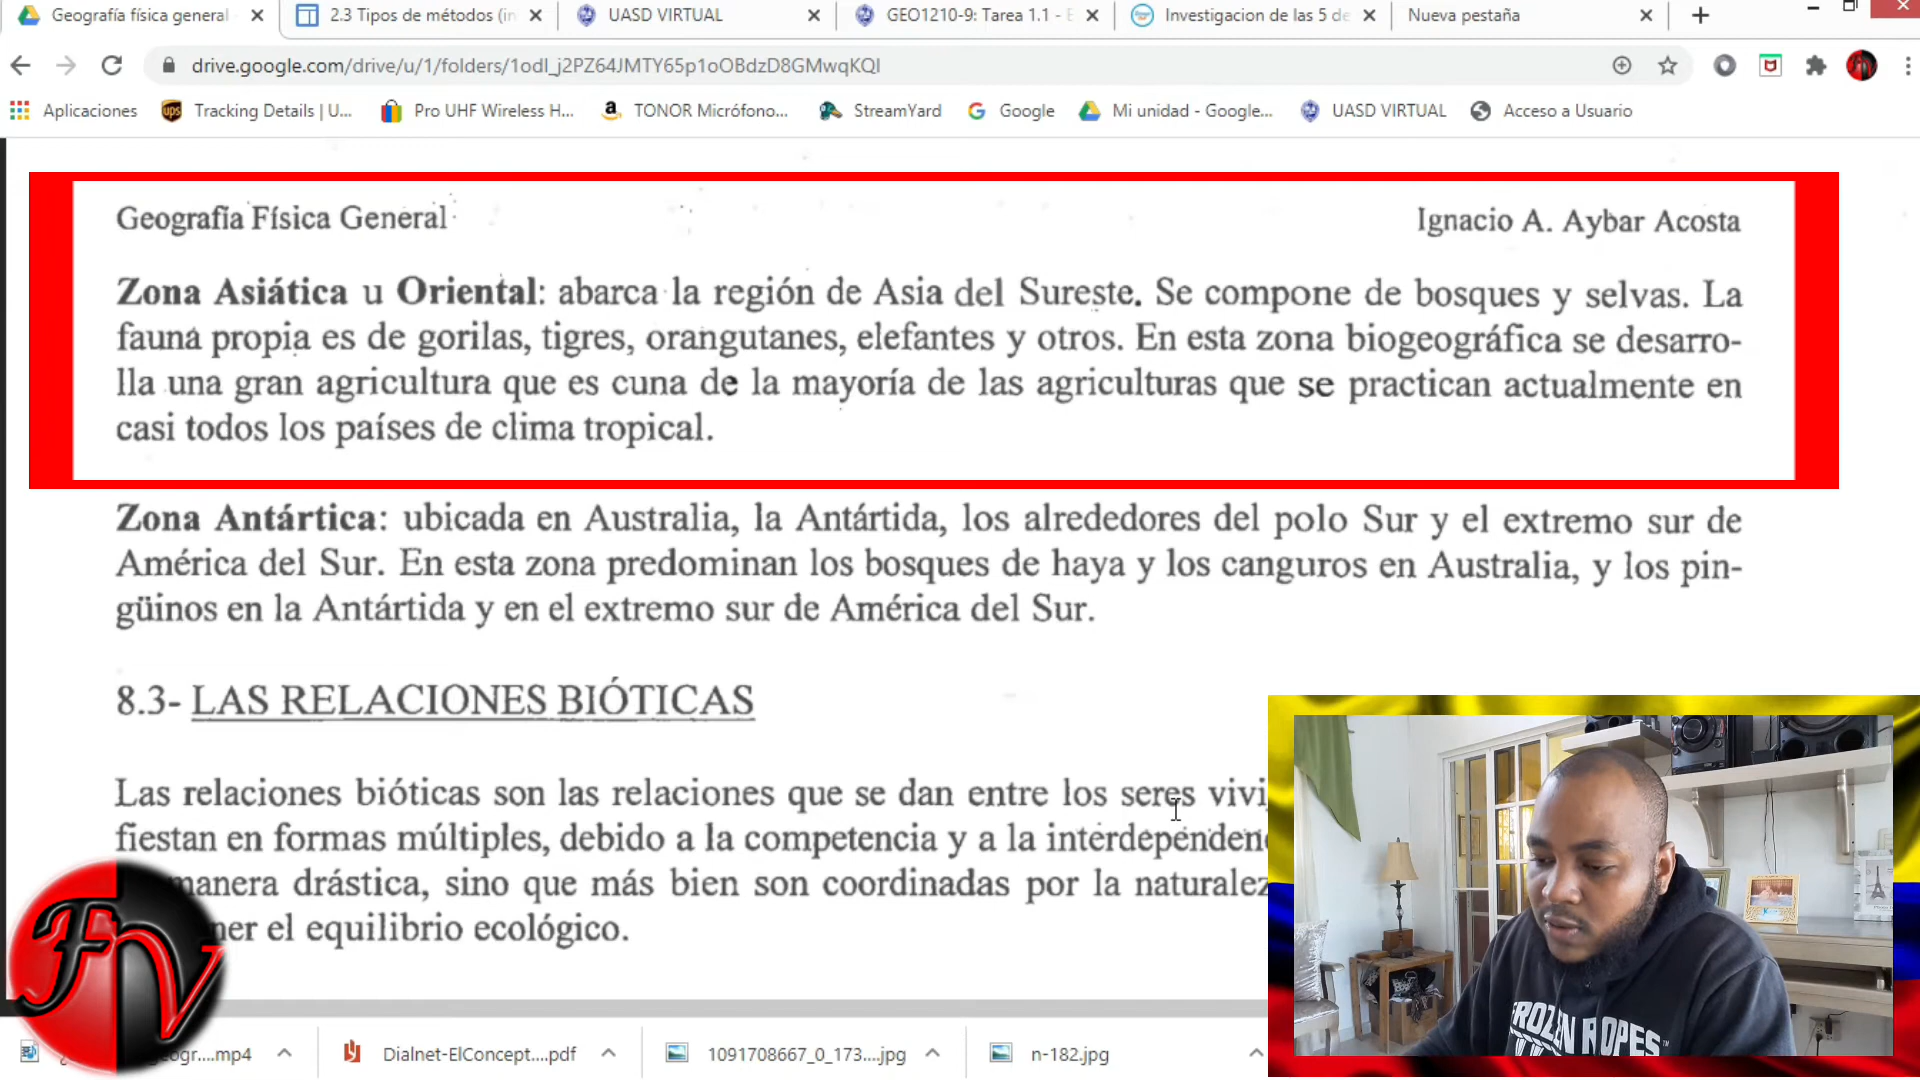 Geografía física general
2.3 Tipos de métodos (in
UASD VIRTUAL
GEO1210-9: Tarea 1.1 - E
Investigacion de las 5 de
Nueva pestaña
drive.google.com/drive/u/1/folders/1odI_j2PZ64JMTY65p1oOBdzD8GMwqKQI
Aplicaciones
Tracking Details | U...
Pro UHF Wireless H...
TONOR Micrófono...
StreamYard
Google
Mi unidad - Google...
UASD VIRTUAL
Acceso a Usuario
Geografía Física General
Ignacio A. Aybar Acosta
Zona Asiática u Oriental: abarca la región de Asia del Sureste. Se compone de bosques y selvas. La
fauna propia es de gorilas, tigres, orangutanes, elefantes y otros. En esta zona biogeográfica se desarro-
lla una gran agricultura que es cuna de la mayoría de las agriculturas que se practican actualmente en
casi todos los países de clima tropical.
Zona Antártica: ubicada en Australia, la Antártida, los alrededores del polo Sur y el extremo sur de
América del Sur. En esta zona predominan los bosques de haya y los canguros en Australia, y los pin-
güinos en la Antártida y en el extremo sur de América del Sur.
8.3- LAS RELACIONES BIÓTICAS
Las relaciones bióticas son las relaciones que se dan entre los seres vivi
fiestan en formas múltiples, debido a la competencia y a la interdependenc
manera drástica, sino que más bien son coordinadas por la naturalez
ner el equilibrio ecológico.
FV
ogr....mp4
Dialnet-ElConcept....pdf
1091708667_0_173....jpg
n-182.jpg
FROZEN ROPES